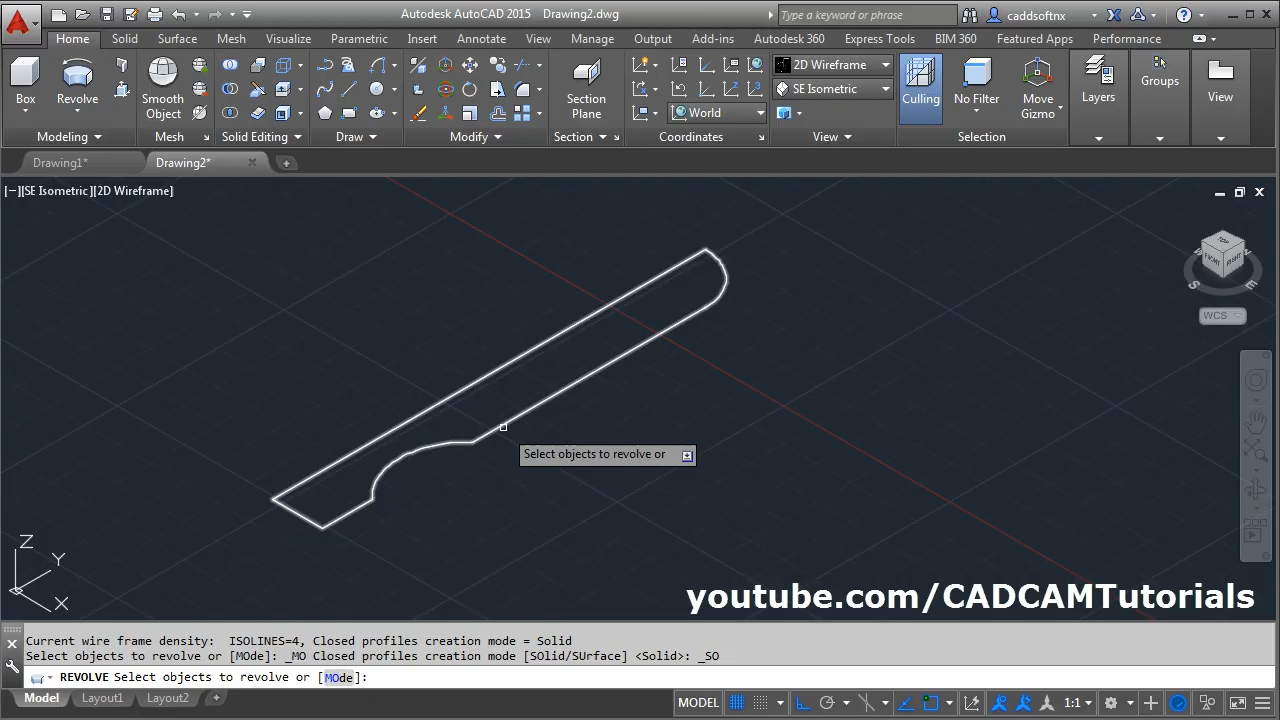 Autodesk AutoCAD 2015 Drawing2.dwg
Type a keyword or phrase
caddsoftnx
Home Solid Surface Mesh Visualize Parametric Insert Annotate View Manage Output Add-ins Autodesk 360 Express Tools BIM 360 Featured Apps Performance
Box
Revolve
Smooth
Object
Section
Plane
2D Wireframe
SE Isometric
World
Culling
No Filter
Move
Gizmo
Layers
Groups
View
Modeling
Mesh
Solid Editing
Draw
Modify
Section
Coordinates
View
Selection
Drawing1*
Drawing2*
[−][SE Isometric][2D Wireframe]
TOP
FRONT
RIGHT
S
E
WCS
Select objects to revolve or
Z
Y
X
youtube.com/CADCAMTutorials
Current wire frame density: ISOLINES=4, Closed profiles creation mode = Solid
Select objects to revolve or [MOde]: _MO Closed profiles creation mode [SOlid/SUrface] <Solid>: _SO
REVOLVE Select objects to revolve or [MOde]:
Model Layout1 Layout2
MODEL
1:1